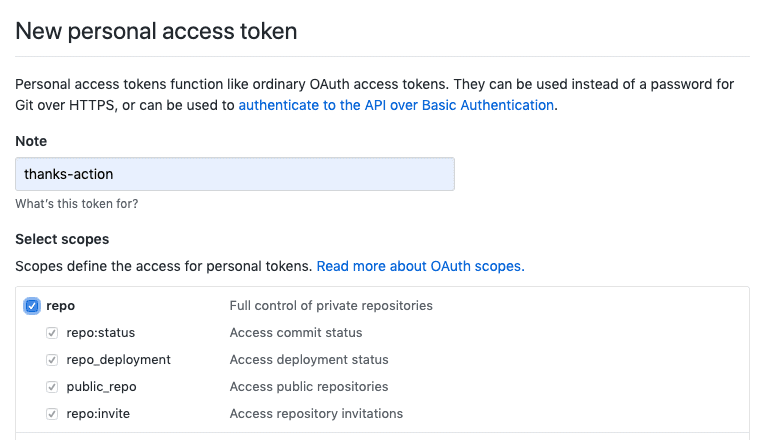 New personal access token
Personal access tokens function like ordinary OAuth access tokens. They can be used instead of a password for
Git over HTTPS, or can be used to authenticate to the API over Basic Authentication.
Note
thanks-action
What's this token for?
Select scopes
Scopes define the access for personal tokens. Read more about OAuth scopes.
repo Full control of private repositories
repo:status Access commit status
repo_deployment Access deployment status
public_repo Access public repositories
repo:invite Access repository invitations